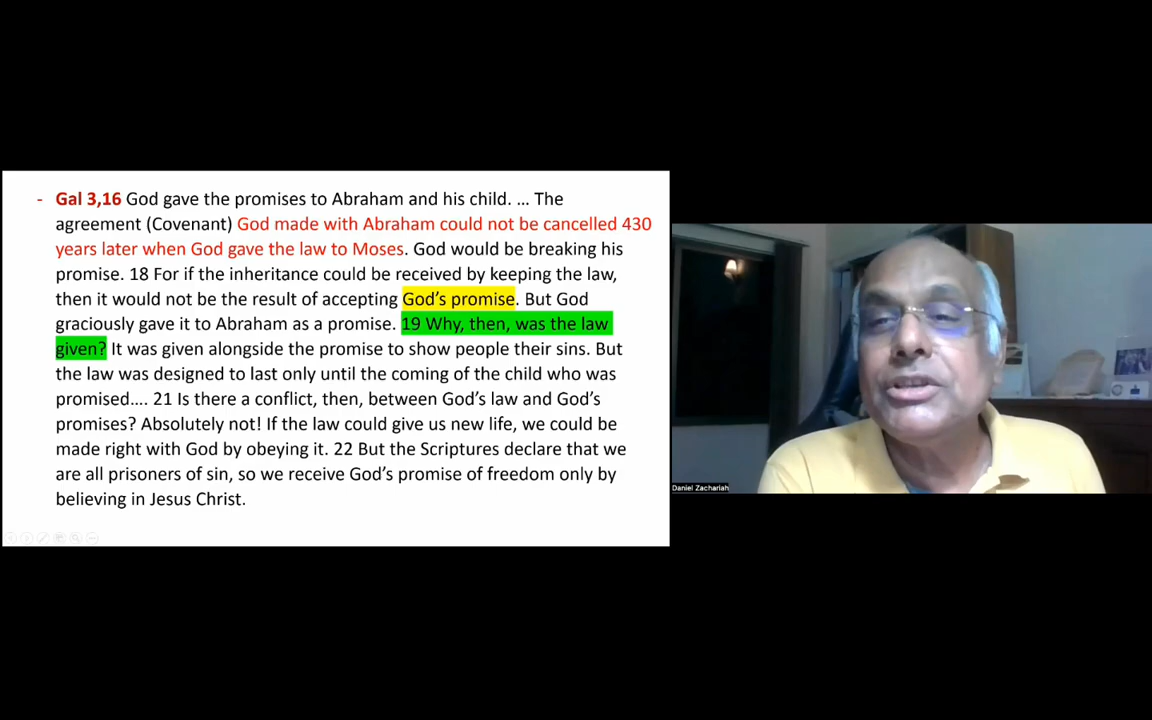 - Gal 3,16 God gave the promises to Abraham and his child. ... The
agreement (Covenant) God made with Abraham could not be cancelled 430
years later when God gave the law to Moses. God would be breaking his
promise. 18 For if the inheritance could be received by keeping the law,
then it would not be the result of accepting God's promise. But God
graciously gave it to Abraham as a promise. 19 Why, then, was the law
given? It was given alongside the promise to show people their sins. But
the law was designed to last only until the coming of the child who was
promised.... 21 Is there a conflict, then, between God's law and God's
promises? Absolutely not! If the law could give us new life, we could be
made right with God by obeying it. 22 But the Scriptures declare that we
are all prisoners of sin, so we receive God's promise of freedom only by
believing in Jesus Christ.
Daniel Zachariah